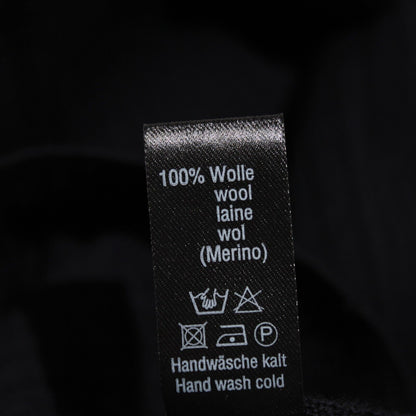 100% Wolle
wool
laine
wol
(Merino)
P
Handwäsche kalt
Hand wash cold